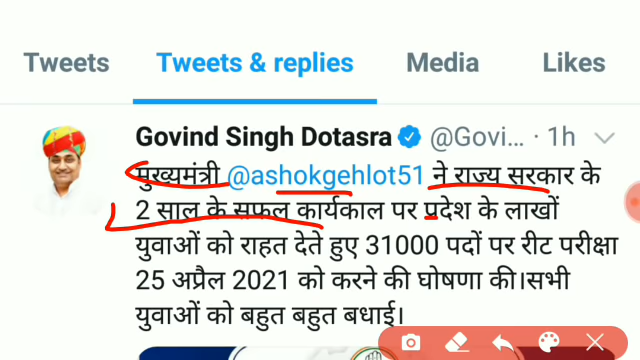 Tweets Tweets & replies Media Likes
Govind Singh Dotasra @Govi... · 1h
मुख्यमंत्री @ashokgehlot51 ने राज्य सरकार के
2 साल के सफल कार्यकाल पर प्रदेश के लाखों
युवाओं को राहत देते हुए 31000 पदों पर रीट परीक्षा
25 अप्रैल 2021 को करने की घोषणा की।सभी
युवाओं को बहुत बहुत बधाई।